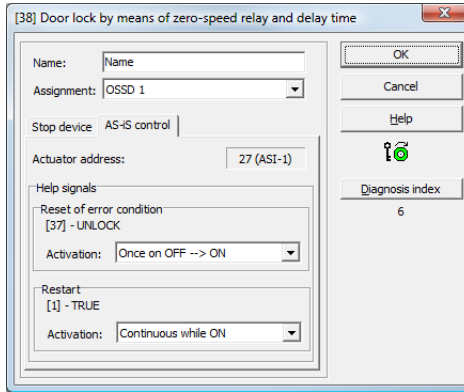 [38] Door lock by means of zero-speed relay and delay time
Name: Name
Assignment: OSSD 1
Stop device AS-iS control
Actuator address: 27 (ASI-1)
Help signals
Reset of error condition
[37] - UNLOCK
Activation: Once on OFF --> ON
Restart
[1] - TRUE
Activation: Continuous while ON
OK
Cancel
Help
Diagnosis index
6